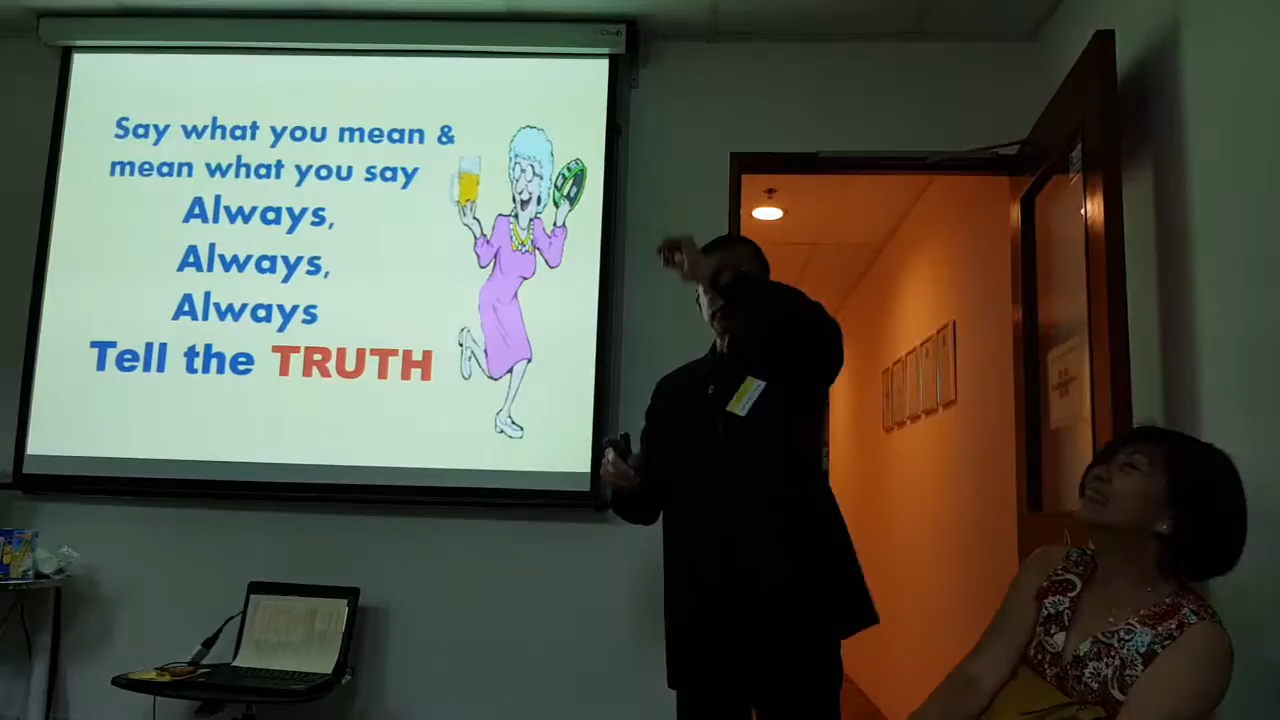 Say what you mean &
mean what you say
Always,
Always,
Always
Tell the TRUTH